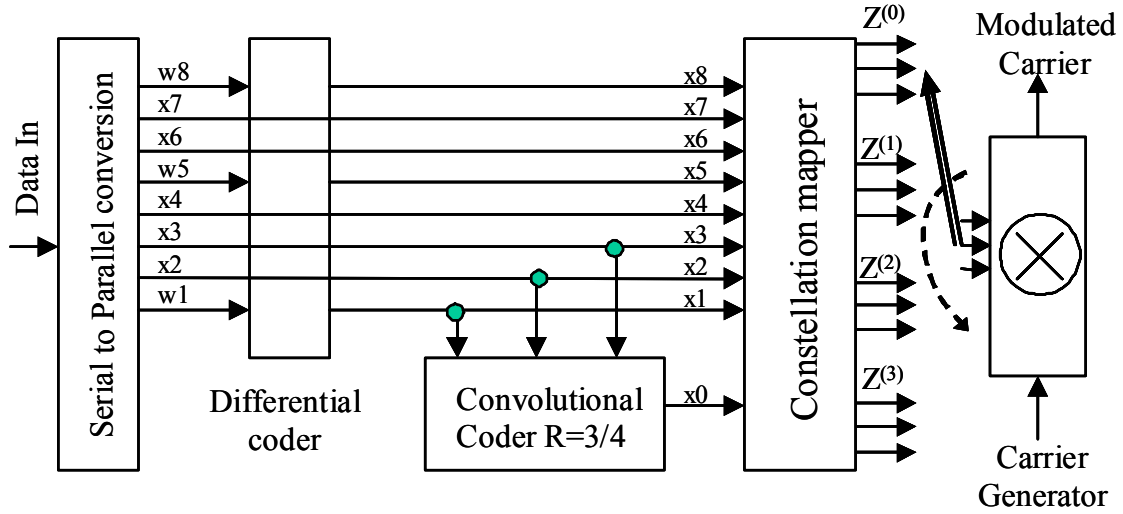 Data In
Serial to Parallel conversion
w8
x7
x6
w5
x4
x3
x2
w1
Differential
coder
Convolutional
Coder R=3/4
x8
x7
x6
x5
x4
x3
x2
x1
x0
Constellation mapper
Z(0)
Z(1)
Z(2)
Z(3)
Modulated
Carrier
Carrier
Generator